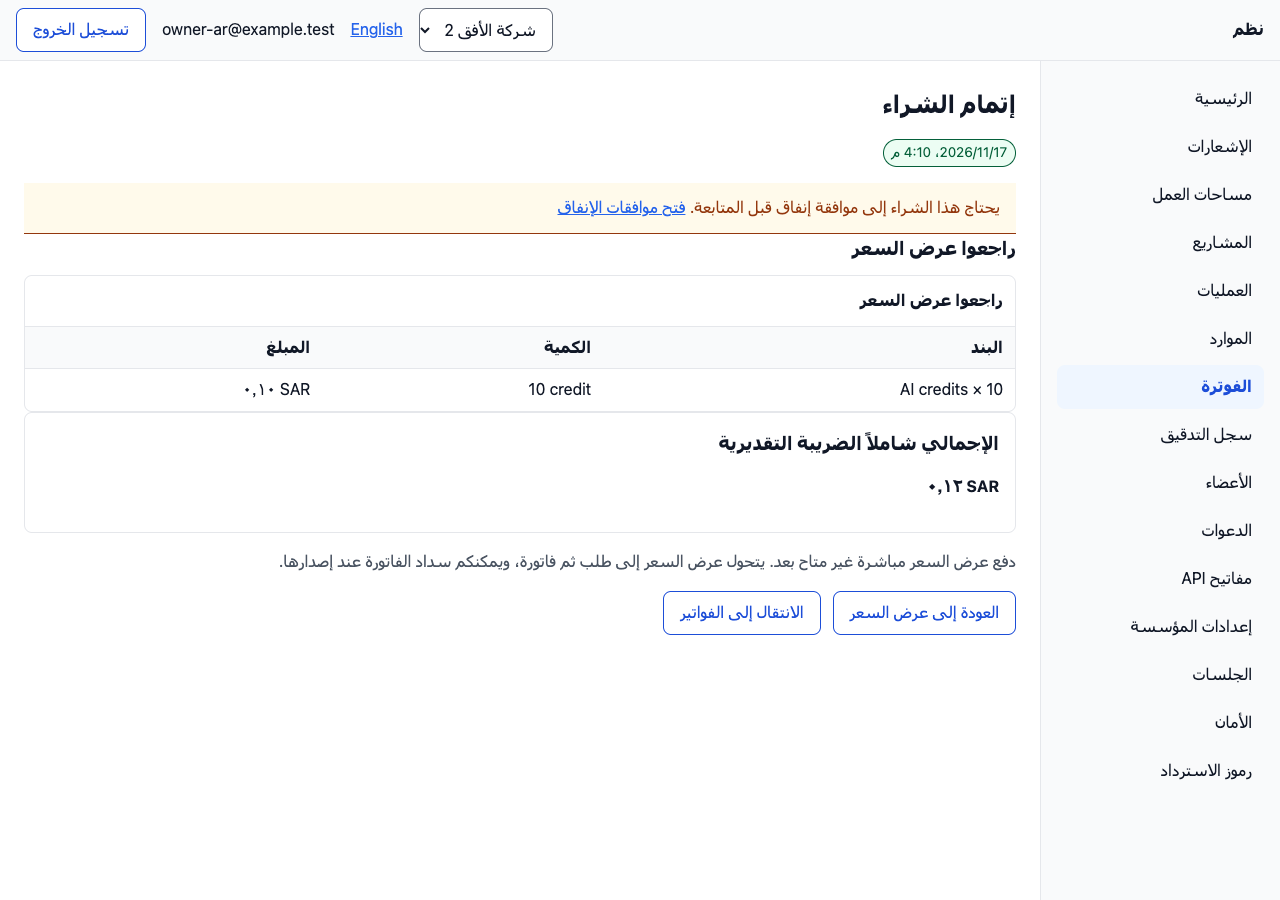 نظم
شركة الأفق 2
English
owner-ar@example.test
تسجيل الخروج
الرئيسية
الإشعارات
مساحات العمل
المشاريع
العمليات
الموارد
الفوترة
سجل التدقيق
الأعضاء
الدعوات
مفاتيح API
إعدادات المؤسسة
الجلسات
الأمان
رموز الاسترداد
إتمام الشراء
2026/11/17، 4:10 م
يحتاج هذا الشراء إلى موافقة إنفاق قبل المتابعة. فتح موافقات الإنفاق
راجعوا عرض السعر
راجعوا عرض السعر
البند الكمية المبلغ
AI credits × 10 10 credit ٠٫١٠ SAR
الإجمالي شاملاً الضريبة التقديرية
٠٫١٢ SAR
دفع عرض السعر مباشرة غير متاح بعد. يتحول عرض السعر إلى طلب ثم فاتورة، ويمكنكم سداد الفاتورة عند إصدارها.
العودة إلى عرض السعر
الانتقال إلى الفواتير